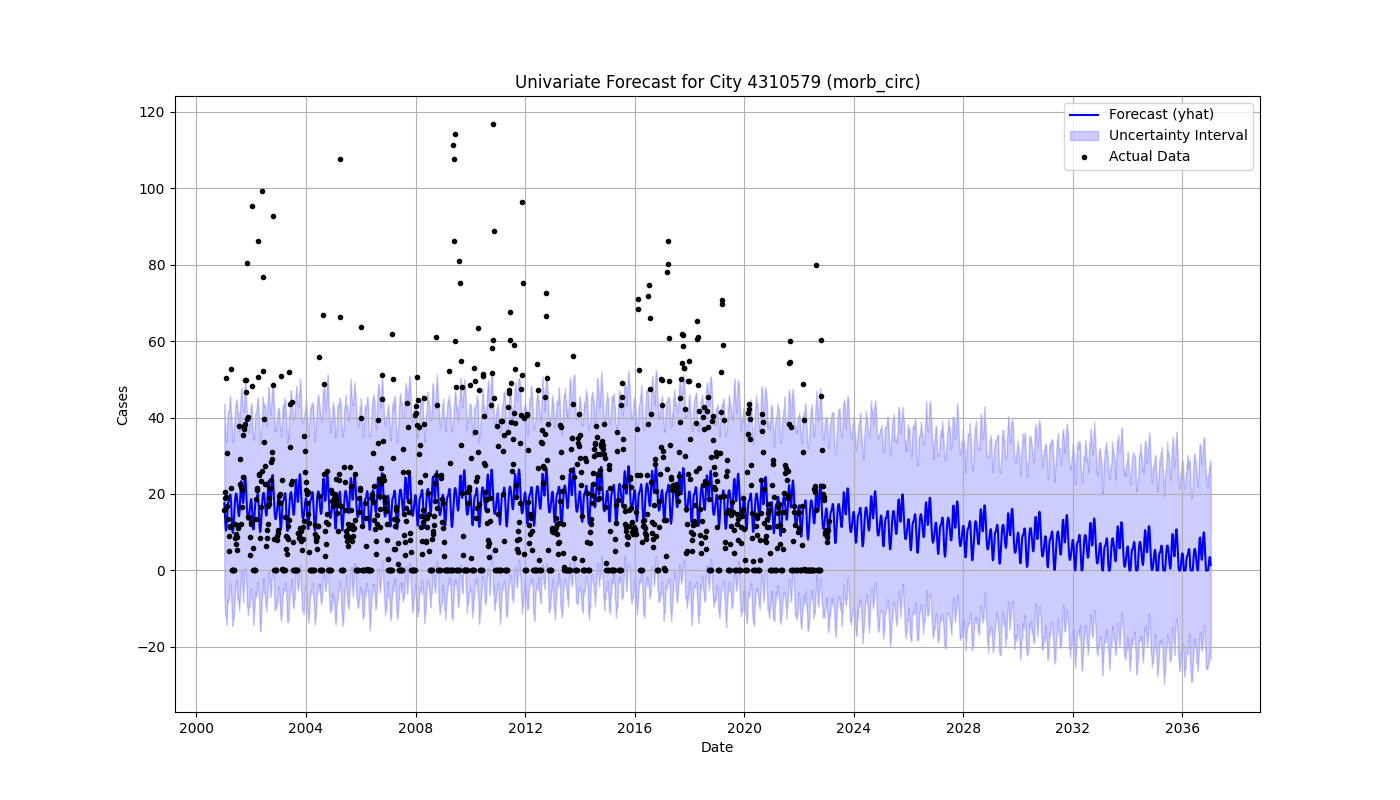 Univariate Forecast for City 4310579 (morb_circ)
Forecast (yhat)
Uncertainty Interval
Actual Data
Cases
120
100
80
60
40
20
0
−20
2000 2004 2008 2012 2016 2020 2024 2028 2032 2036
Date